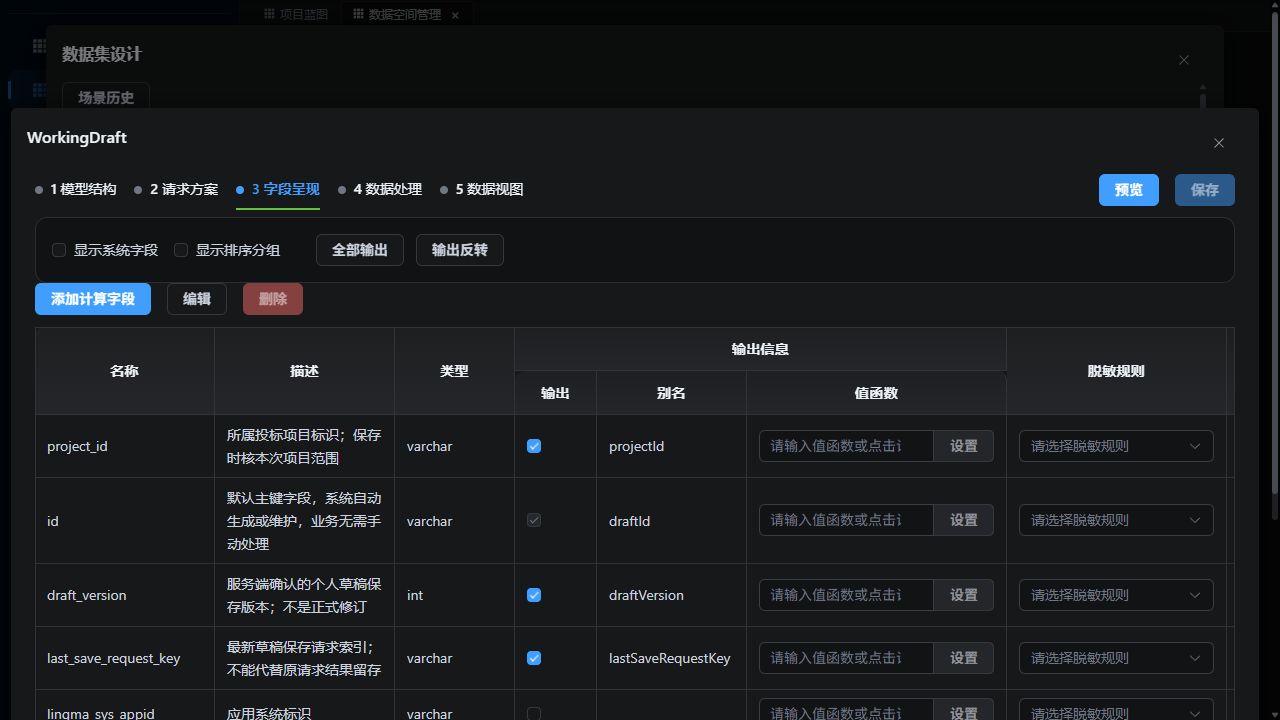 项目蓝图 数据空间管理
数据集设计
场景历史
WorkingDraft
1 模型结构 2 请求方案 3 字段呈现 4 数据处理 5 数据视图 预览 保存
显示系统字段 显示排序分组 全部输出 输出反转
添加计算字段 编辑 删除
名称 描述 类型 输出信息 脱敏规则
输出 别名 值函数
project_id 所属投标项目标识；保存 varchar projectId 请输入值函数或点击 设置 请选择脱敏规则
时核本次项目范围
默认主键字段，系统自动
id 生成或维护，业务无需手 varchar draftId 请输入值函数或点击 设置 请选择脱敏规则
动处理
draft_version 服务端确认的个人草稿保 int draftVersion 请输入值函数或点击 设置 请选择脱敏规则
存版本；不是正式修订
last_save_request_key 最新草稿保存请求索引； varchar lastSaveRequestKey 请输入值函数或点击 设置 请选择脱敏规则
不能代替原请求结果留存
lingma_sys_appid 应用系统标识 varchar 请输入值函数或点击 设置 请选择脱敏规则